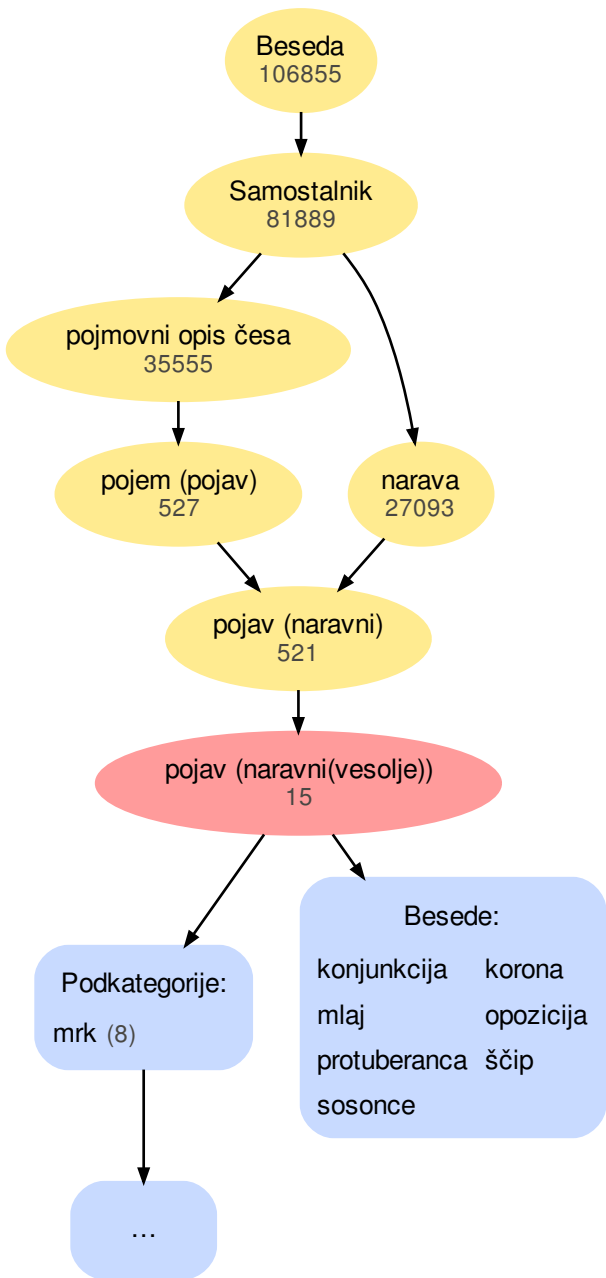 Beseda
106855
Samostalnik
81889
pojmovni opis česa
35555
pojem (pojav)
527
narava
27093
pojav (naravni)
521
pojav (naravni(vesolje))
15
Podkategorije:
mrk (8)
Besede:
konjunkcija korona
mlaj opozicija
protuberanca ščip
sosonce
...